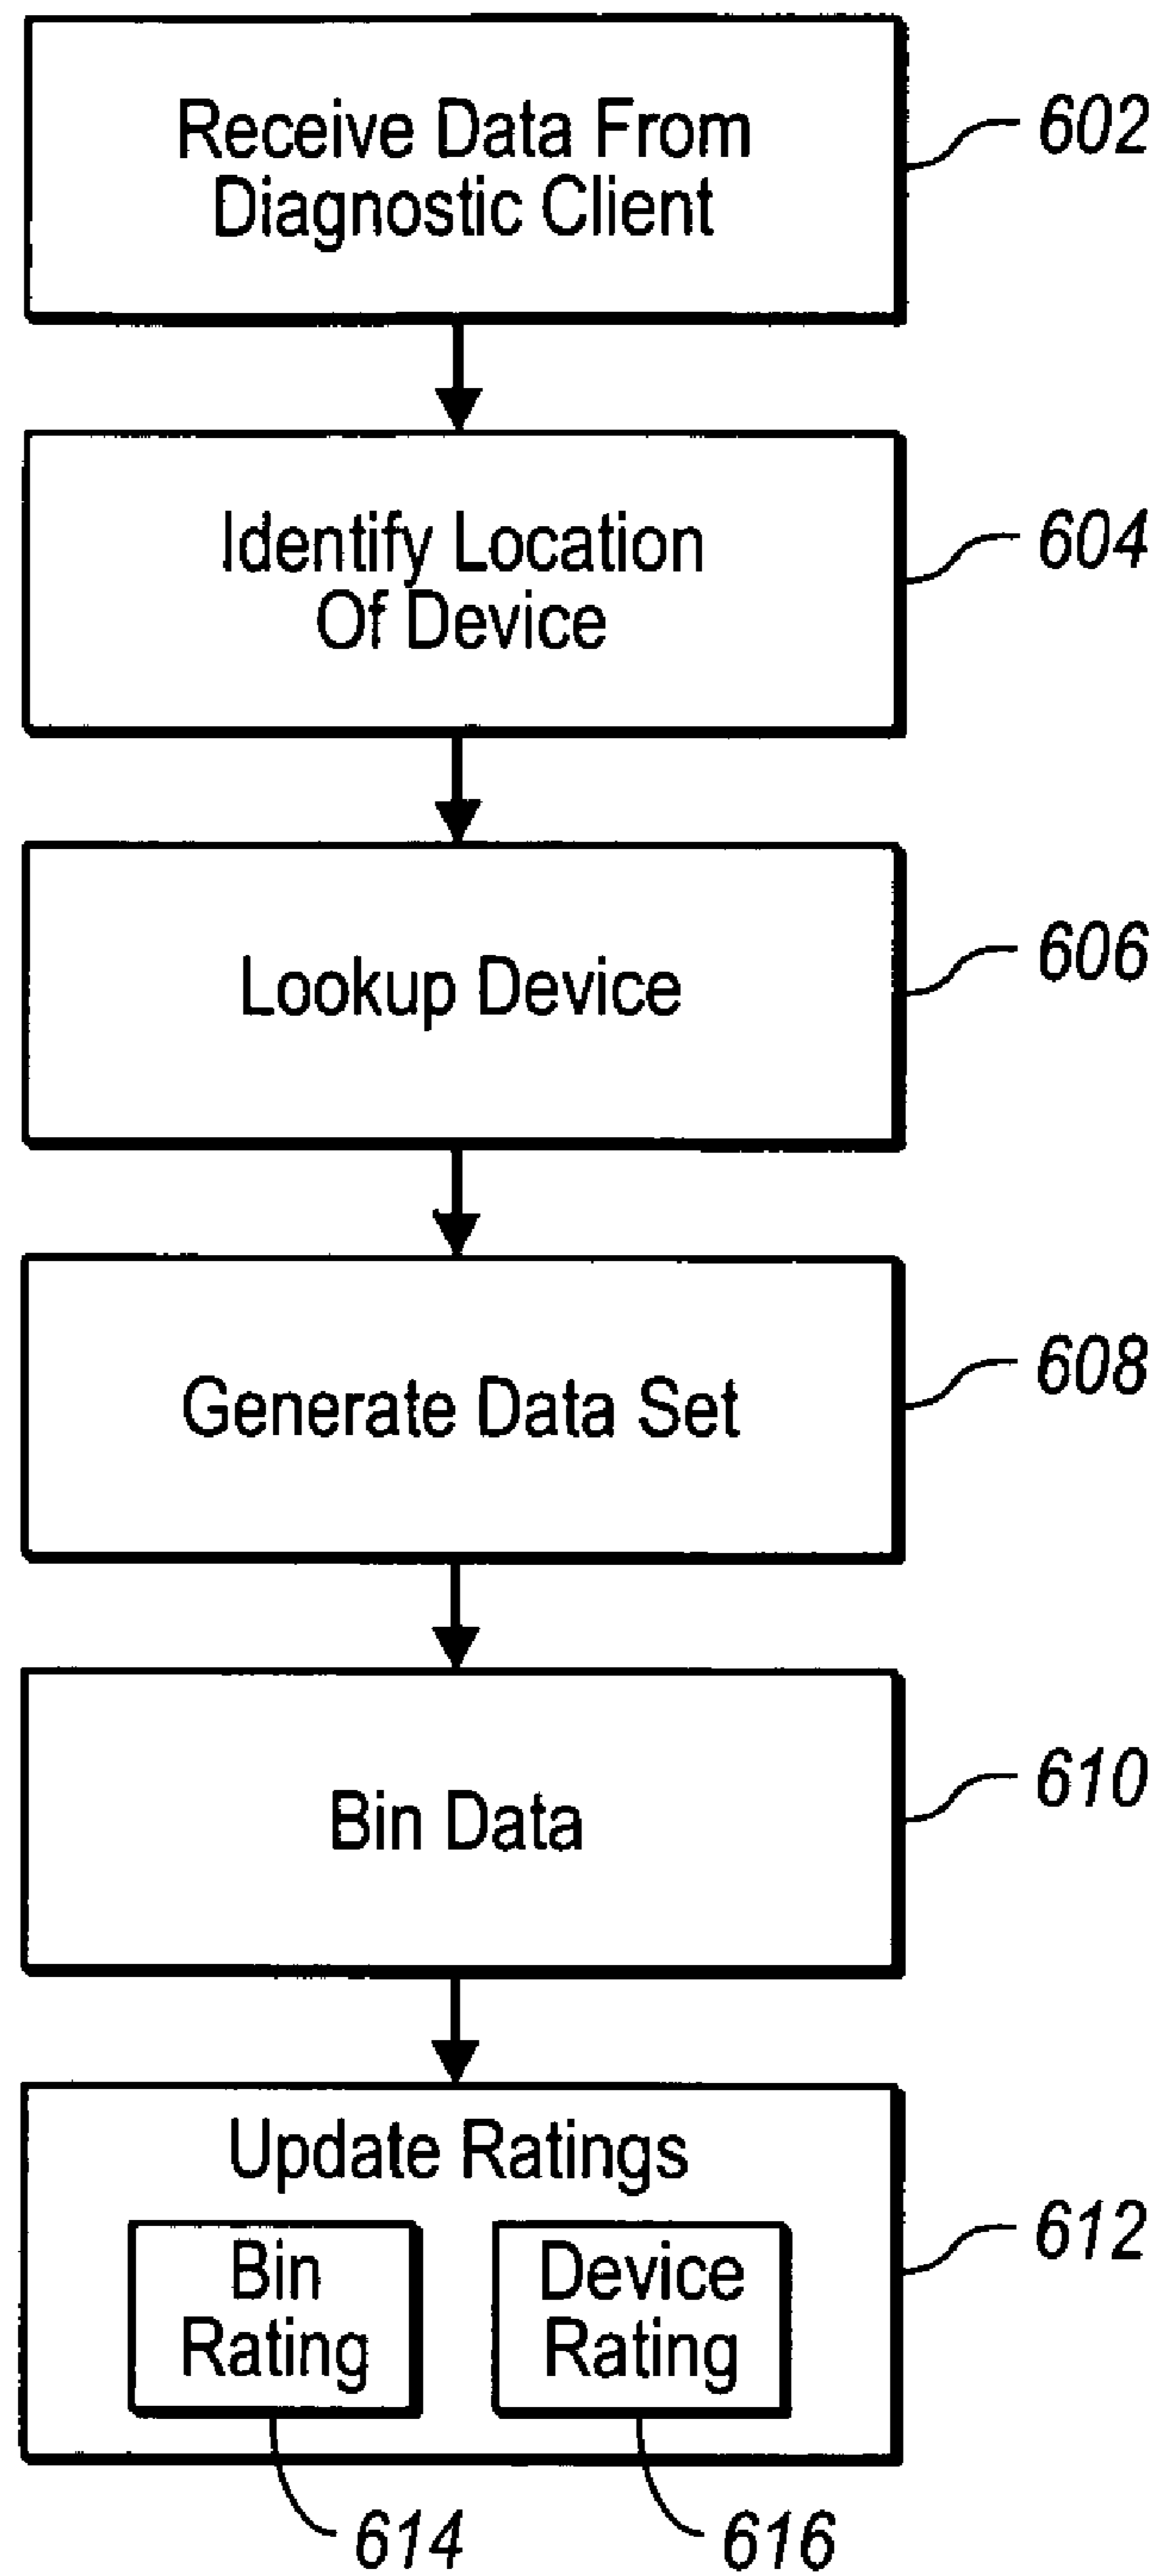 Receive Data From
Diagnostic Client
602
Identify Location
Of Device
604
Lookup Device
606
Generate Data Set
608
Bin Data
610
Update Ratings
612
Bin
Rating
Device
Rating
614
616